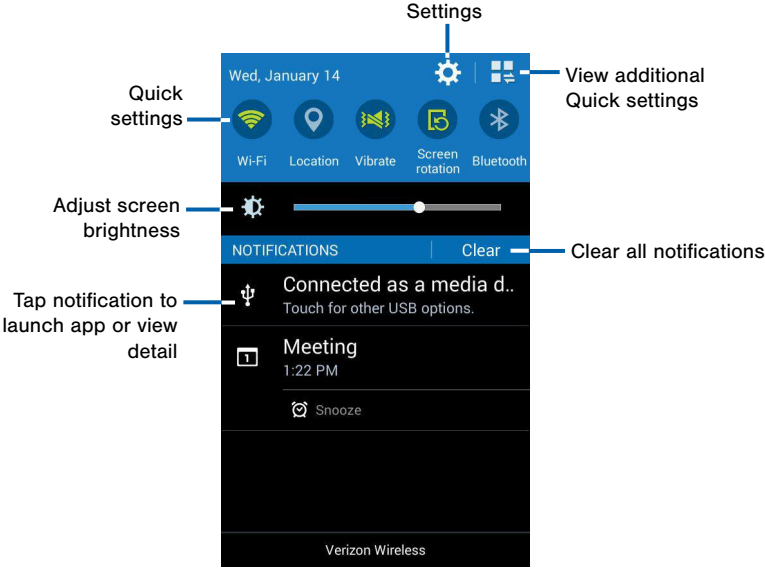 Settings
Wed, January 14
View additional
Quick settings
Quick
settings
Wi-Fi
Location
Vibrate
Screen
rotation
Bluetooth
Adjust screen
brightness
NOTIFICATIONS
Clear
Clear all notifications
Tap notification to
launch app or view
detail
Connected as a media d..
Touch for other USB options.
1
Meeting
1:22 PM
Snooze
Verizon Wireless